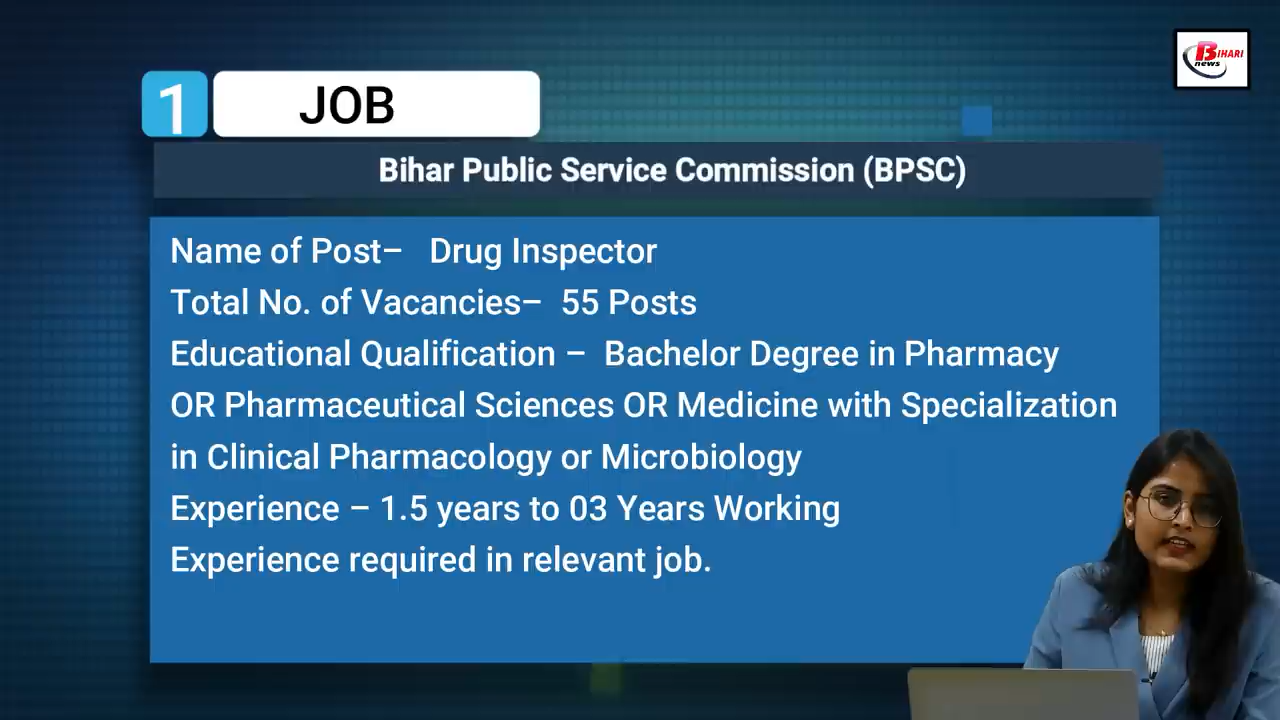 BIHARI
news
1 JOB
Bihar Public Service Commission (BPSC)
Name of Post– Drug Inspector
Total No. of Vacancies– 55 Posts
Educational Qualification – Bachelor Degree in Pharmacy
OR Pharmaceutical Sciences OR Medicine with Specialization
in Clinical Pharmacology or Microbiology
Experience – 1.5 years to 03 Years Working
Experience required in relevant job.